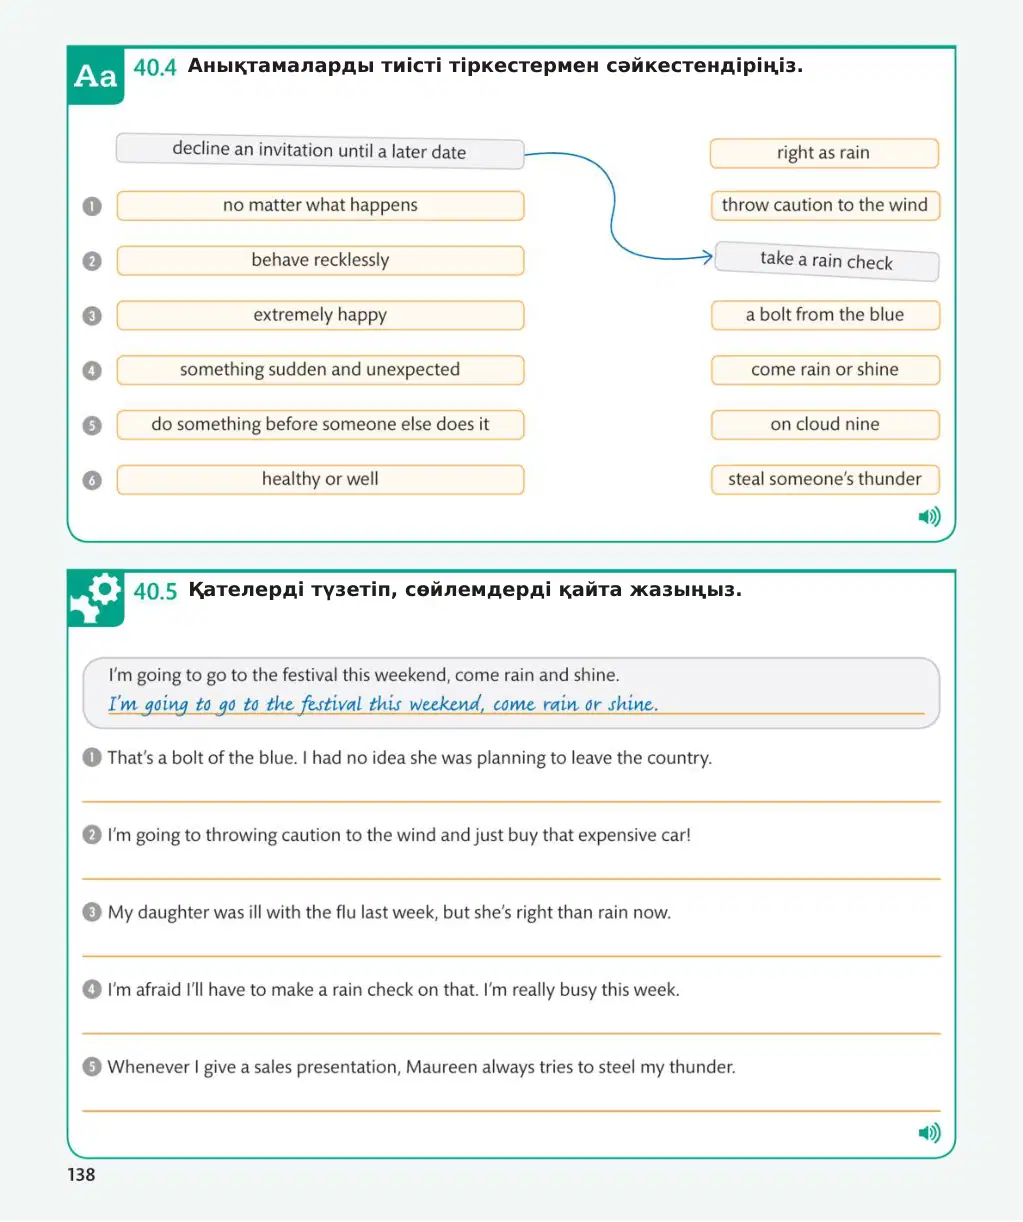 Aa 40.4 Анықтамаларды тиісті тіркестермен сәйкестендіріңіз.
decline an invitation until a later date
right as rain
1 no matter what happens
throw caution to the wind
2 behave recklessly
take a rain check
3 extremely happy
a bolt from the blue
4 something sudden and unexpected
come rain or shine
5 do something before someone else does it
on cloud nine
6 healthy or well
steal someone's thunder
40.5 Қателерді түзетіп, сөйлемдерді қайта жазыңыз.
I'm going to go to the festival this weekend, come rain and shine.
I'm going to go to the festival this weekend, come rain or shine.
1 That's a bolt of the blue. I had no idea she was planning to leave the country.
2 I'm going to throwing caution to the wind and just buy that expensive car!
3 My daughter was ill with the flu last week, but she's right than rain now.
4 I'm afraid I'll have to make a rain check on that. I'm really busy this week.
5 Whenever I give a sales presentation, Maureen always tries to steel my thunder.
138